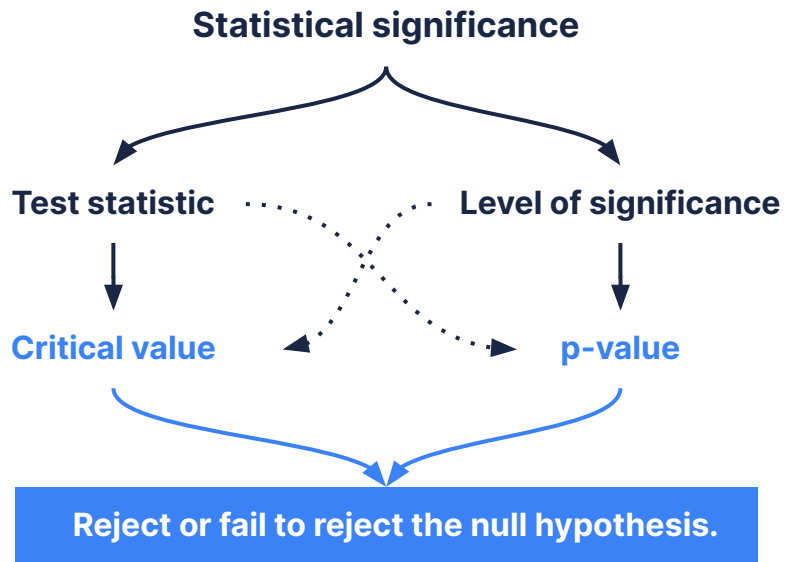 Statistical significance
Test statistic
Level of significance
Critical value
p-value
Reject or fail to reject the null hypothesis.